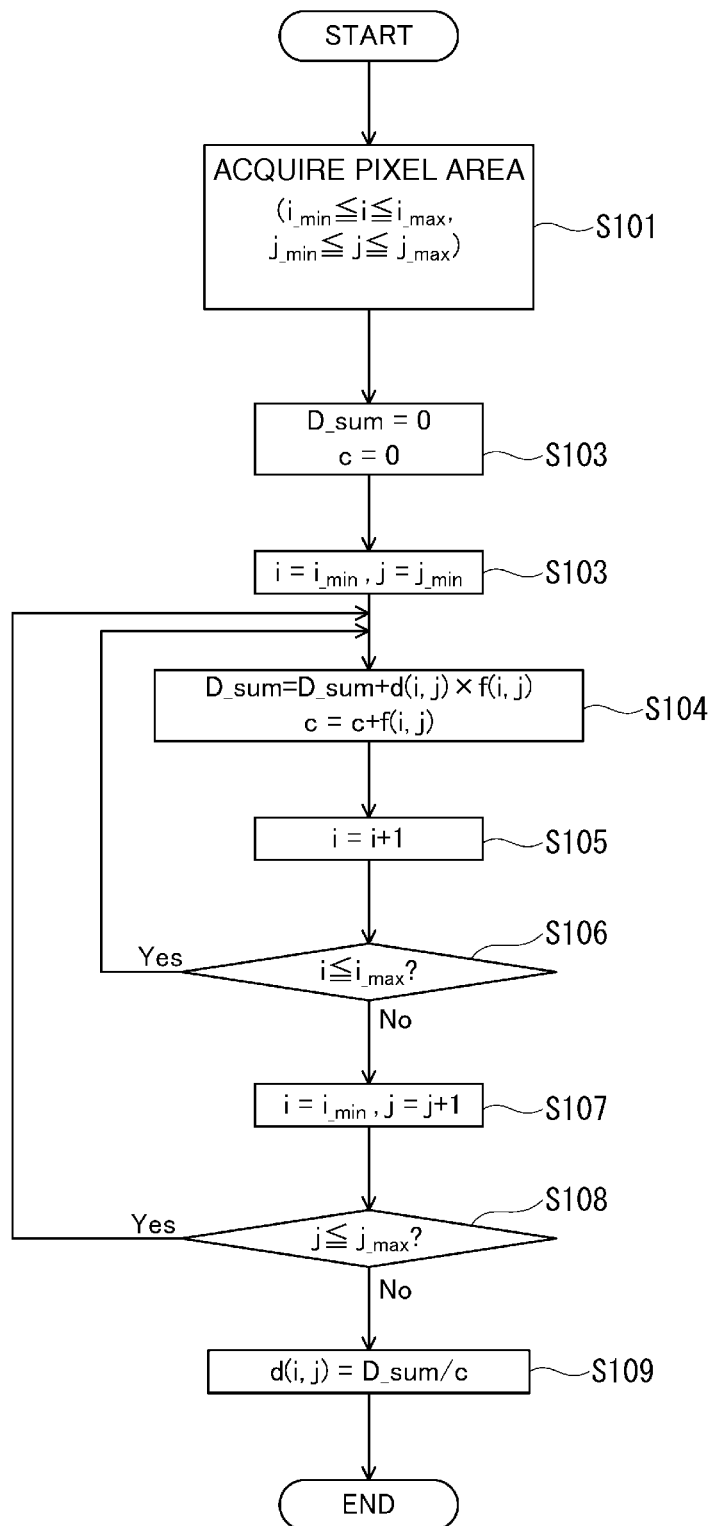 START
ACQUIRE PIXEL AREA
(i_min≦i≦i_max,
j_min≦ j≦ j_max)
S101
D_sum = 0
c = 0
S103
i = i_min , j = j_min
S103
D_sum=D_sum+d(i, j) × f(i, j)
c = c+f(i, j)
S104
i = i+1
S105
S106
Yes
i≦i_max?
No
i = i_min , j = j+1
S107
S108
Yes
j≦ j_max?
No
d(i, j) = D_sum/c
S109
END